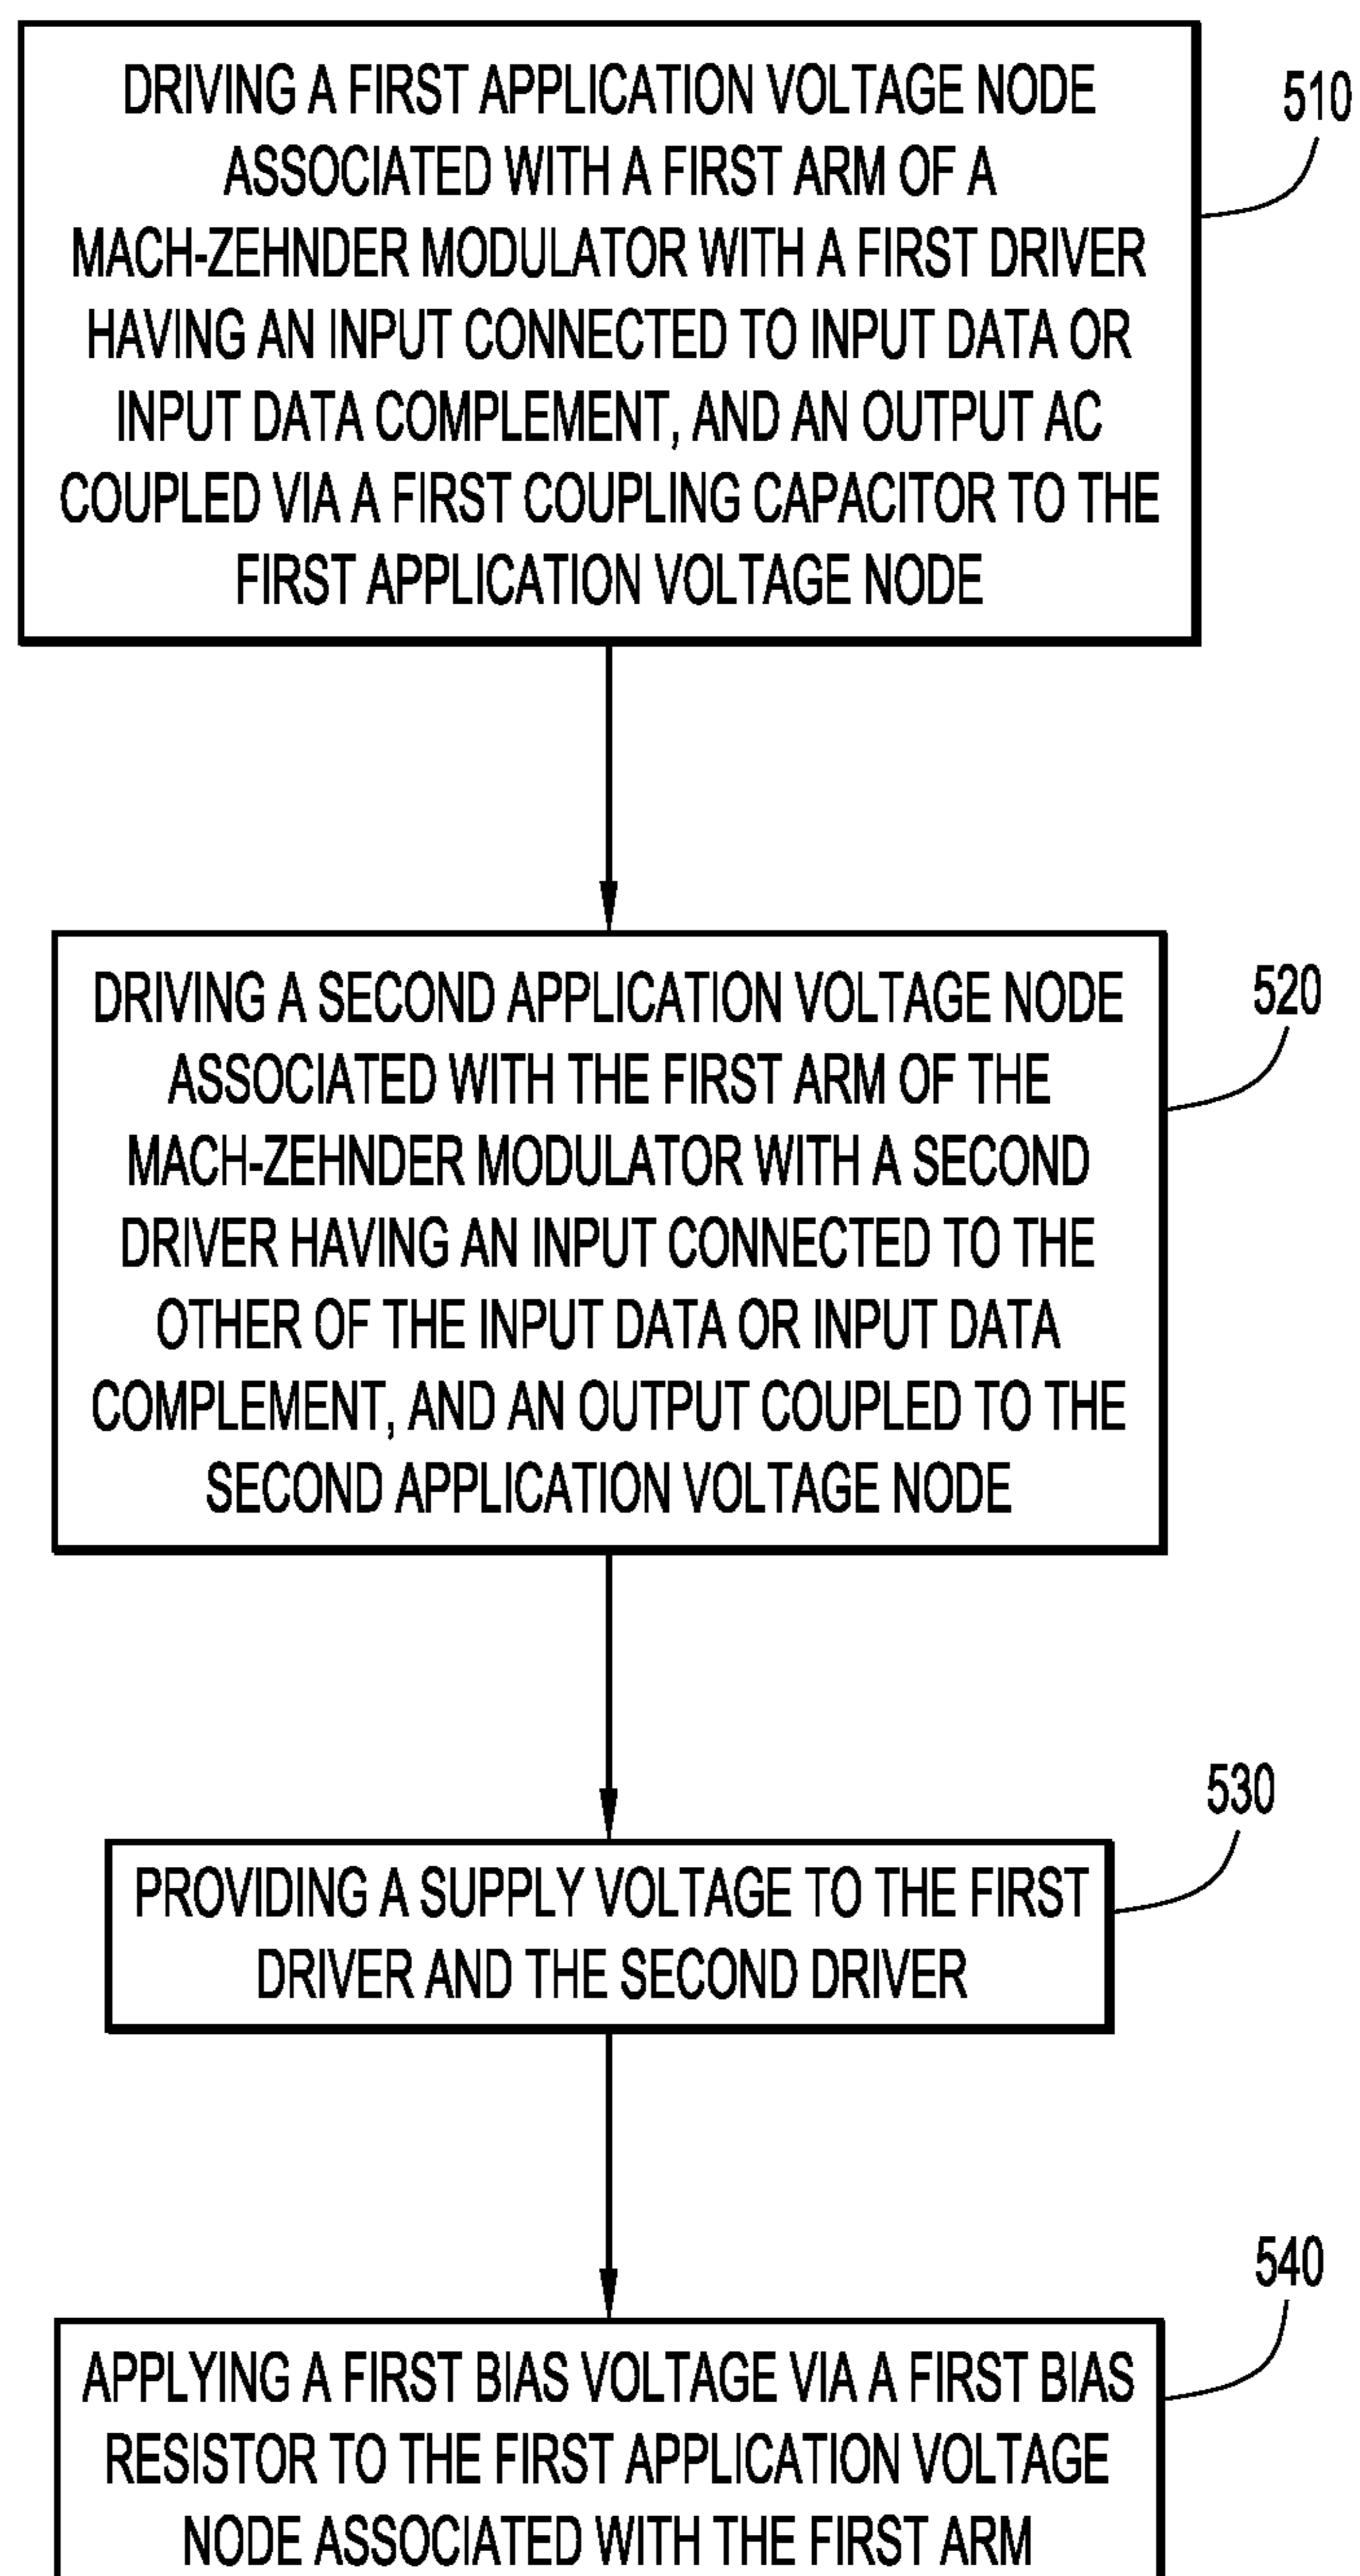 DRIVING A FIRST APPLICATION VOLTAGE NODE
ASSOCIATED WITH A FIRST ARM OF A
MACH-ZEHNDER MODULATOR WITH A FIRST DRIVER
HAVING AN INPUT CONNECTED TO INPUT DATA OR
INPUT DATA COMPLEMENT, AND AN OUTPUT AC
COUPLED VIA A FIRST COUPLING CAPACITOR TO THE
FIRST APPLICATION VOLTAGE NODE
510
DRIVING A SECOND APPLICATION VOLTAGE NODE
ASSOCIATED WITH THE FIRST ARM OF THE
MACH-ZEHNDER MODULATOR WITH A SECOND
DRIVER HAVING AN INPUT CONNECTED TO THE
OTHER OF THE INPUT DATA OR INPUT DATA
COMPLEMENT, AND AN OUTPUT COUPLED TO THE
SECOND APPLICATION VOLTAGE NODE
520
PROVIDING A SUPPLY VOLTAGE TO THE FIRST
DRIVER AND THE SECOND DRIVER
530
APPLYING A FIRST BIAS VOLTAGE VIA A FIRST BIAS
RESISTOR TO THE FIRST APPLICATION VOLTAGE
NODE ASSOCIATED WITH THE FIRST ARM
540